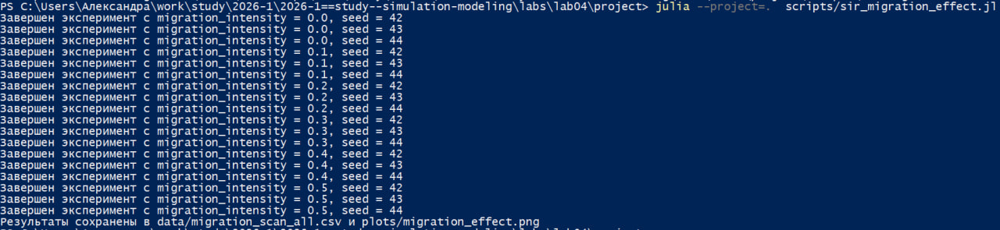 PS C:\Users\Александра\work\study\2026-1\2026-1==study--simulation-modeling\labs\lab04\project> julia --project=. scripts/sir_migration_effect.jl
Завершен эксперимент с migration_intensity = 0.0, seed = 42
Завершен эксперимент с migration_intensity = 0.0, seed = 43
Завершен эксперимент с migration_intensity = 0.0, seed = 44
Завершен эксперимент с migration_intensity = 0.1, seed = 42
Завершен эксперимент с migration_intensity = 0.1, seed = 43
Завершен эксперимент с migration_intensity = 0.1, seed = 44
Завершен эксперимент с migration_intensity = 0.2, seed = 42
Завершен эксперимент с migration_intensity = 0.2, seed = 43
Завершен эксперимент с migration_intensity = 0.2, seed = 44
Завершен эксперимент с migration_intensity = 0.3, seed = 42
Завершен эксперимент с migration_intensity = 0.3, seed = 43
Завершен эксперимент с migration_intensity = 0.3, seed = 44
Завершен эксперимент с migration_intensity = 0.4, seed = 42
Завершен эксперимент с migration_intensity = 0.4, seed = 43
Завершен эксперимент с migration_intensity = 0.4, seed = 44
Завершен эксперимент с migration_intensity = 0.5, seed = 42
Завершен эксперимент с migration_intensity = 0.5, seed = 43
Завершен эксперимент с migration_intensity = 0.5, seed = 44
Результаты сохранены в data/migration_scan_all.csv и plots/migration_effect.png